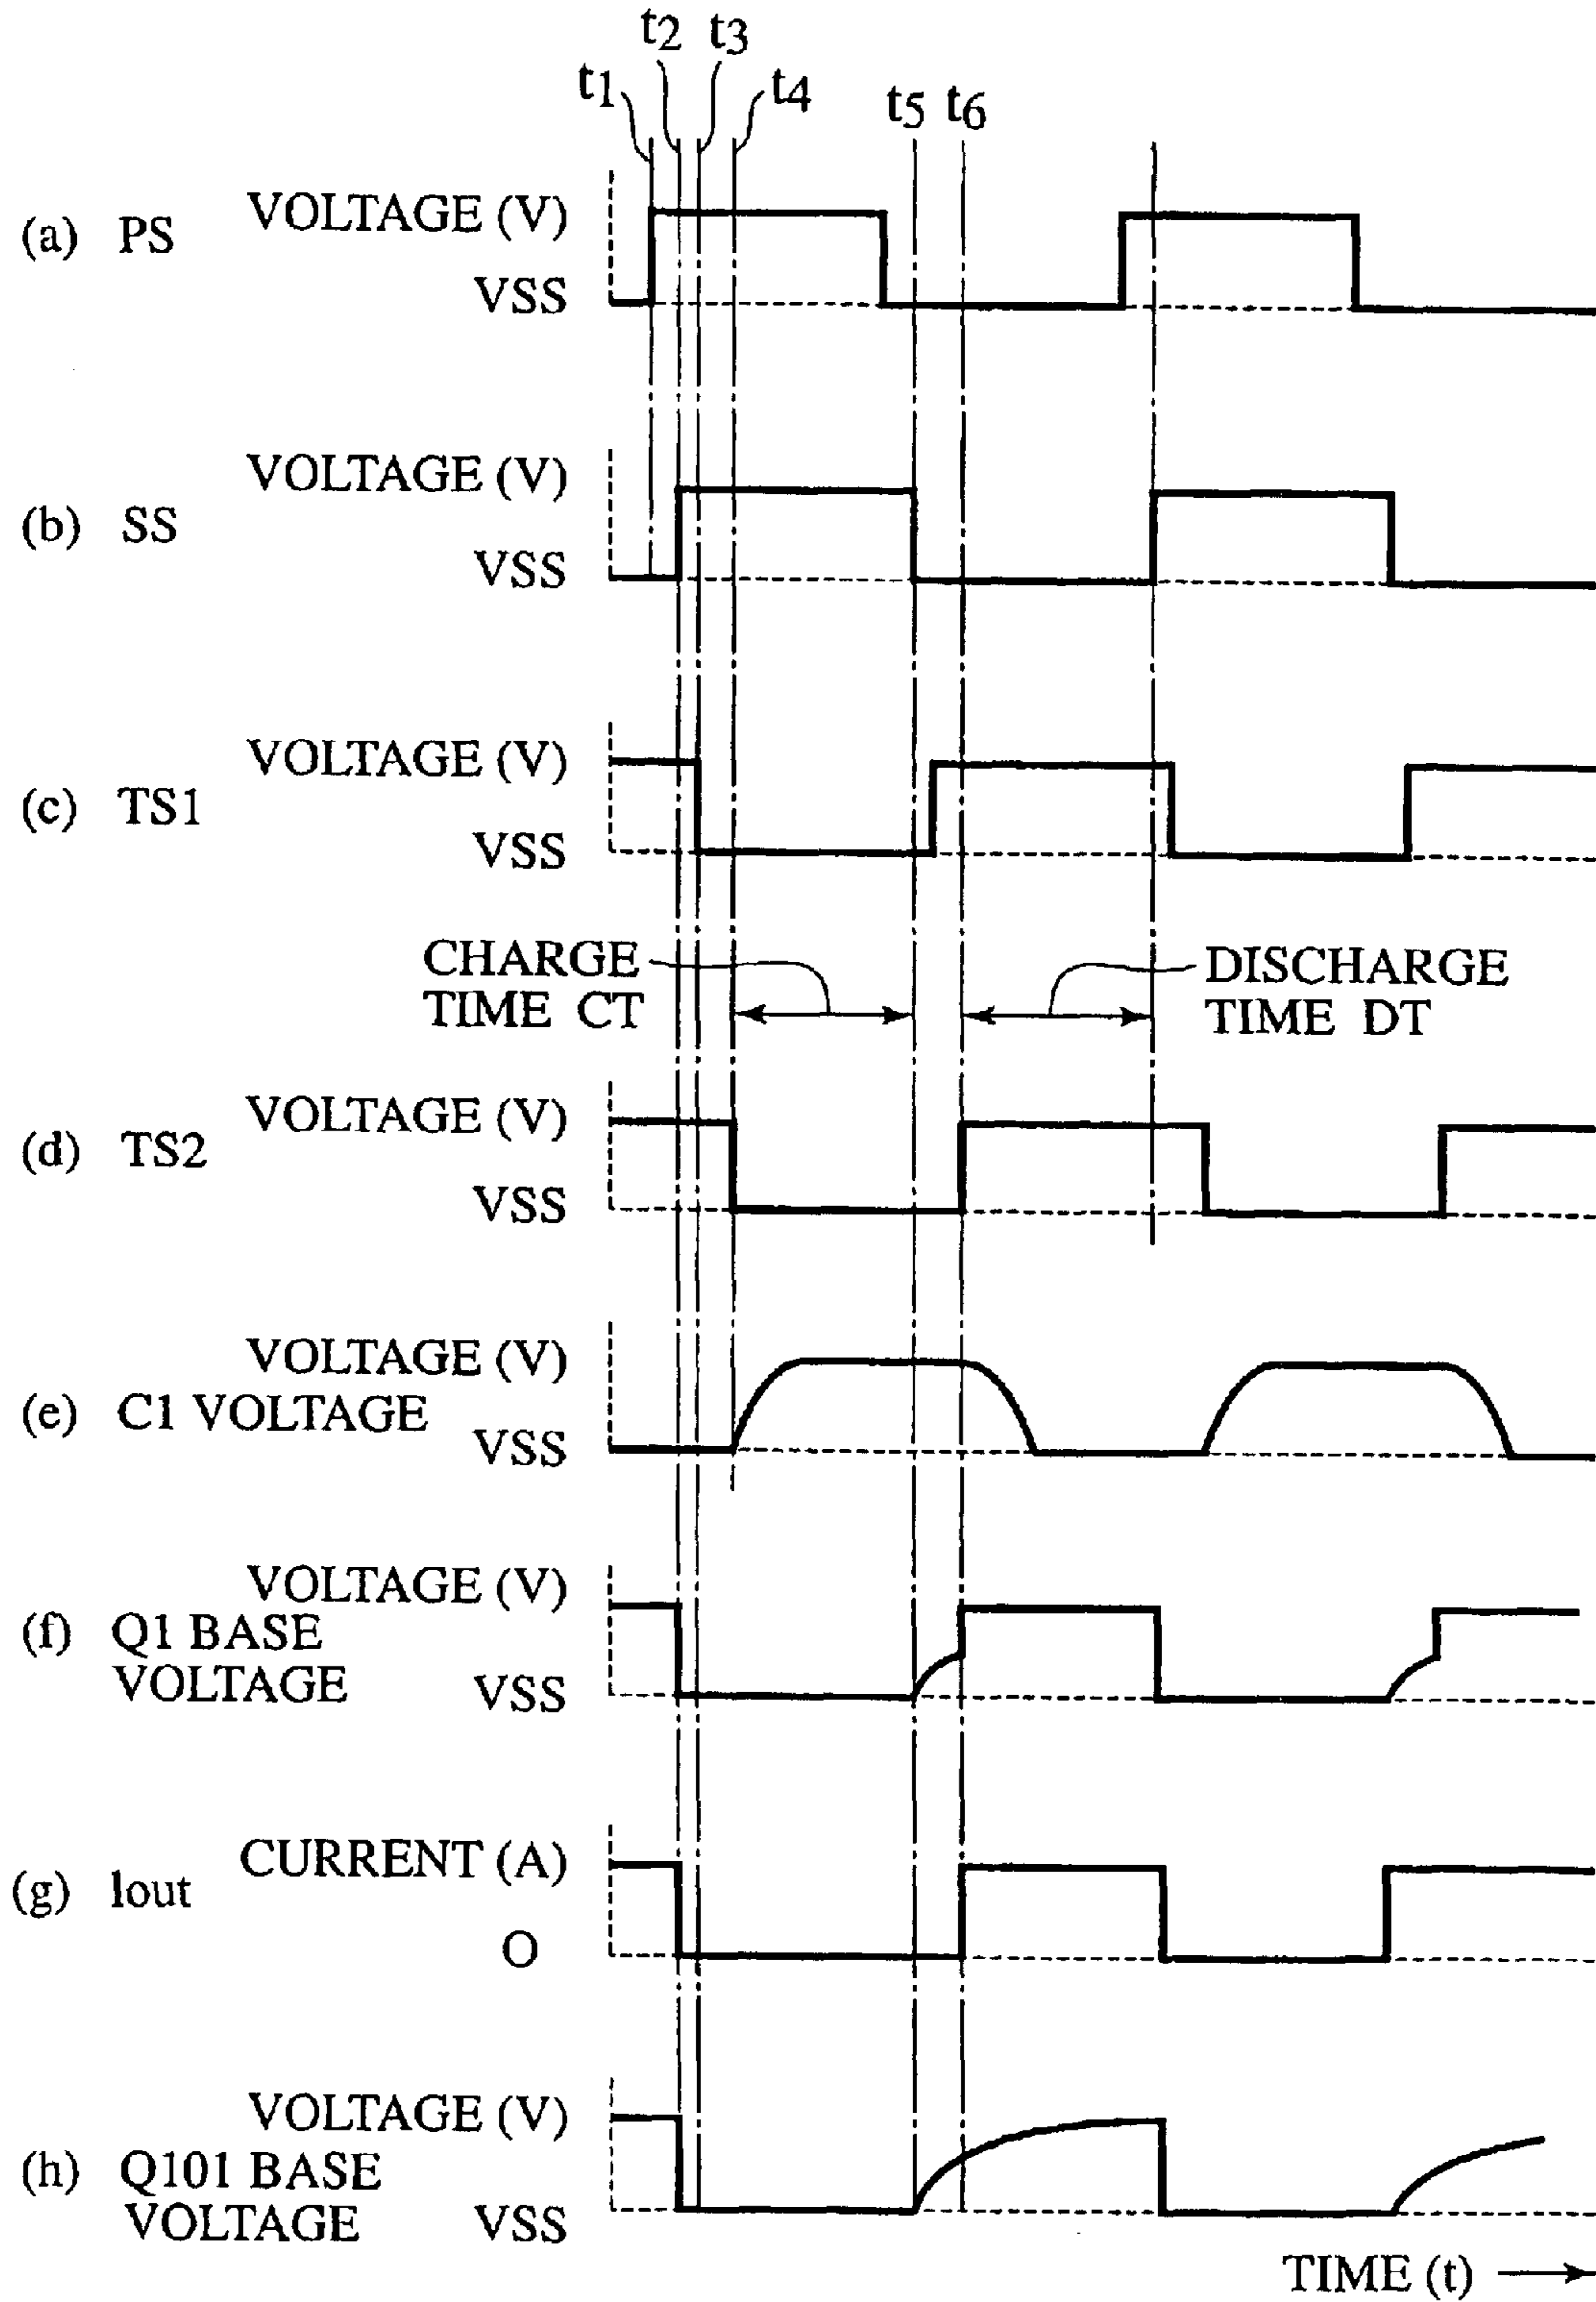 t1 t2 t3 t4 t5 t6
(a) PS VOLTAGE (V)
VSS
(b) SS VOLTAGE (V)
VSS
(c) TS1 VOLTAGE (V)
VSS
CHARGE
TIME CT
DISCHARGE
TIME DT
(d) TS2 VOLTAGE (V)
VSS
VOLTAGE (V)
(e) C1 VOLTAGE
VSS
VOLTAGE (V)
(f) Q1 BASE
VOLTAGE VSS
(g) Iout CURRENT (A)
O
VOLTAGE (V)
(h) Q101 BASE
VOLTAGE VSS
TIME (t)